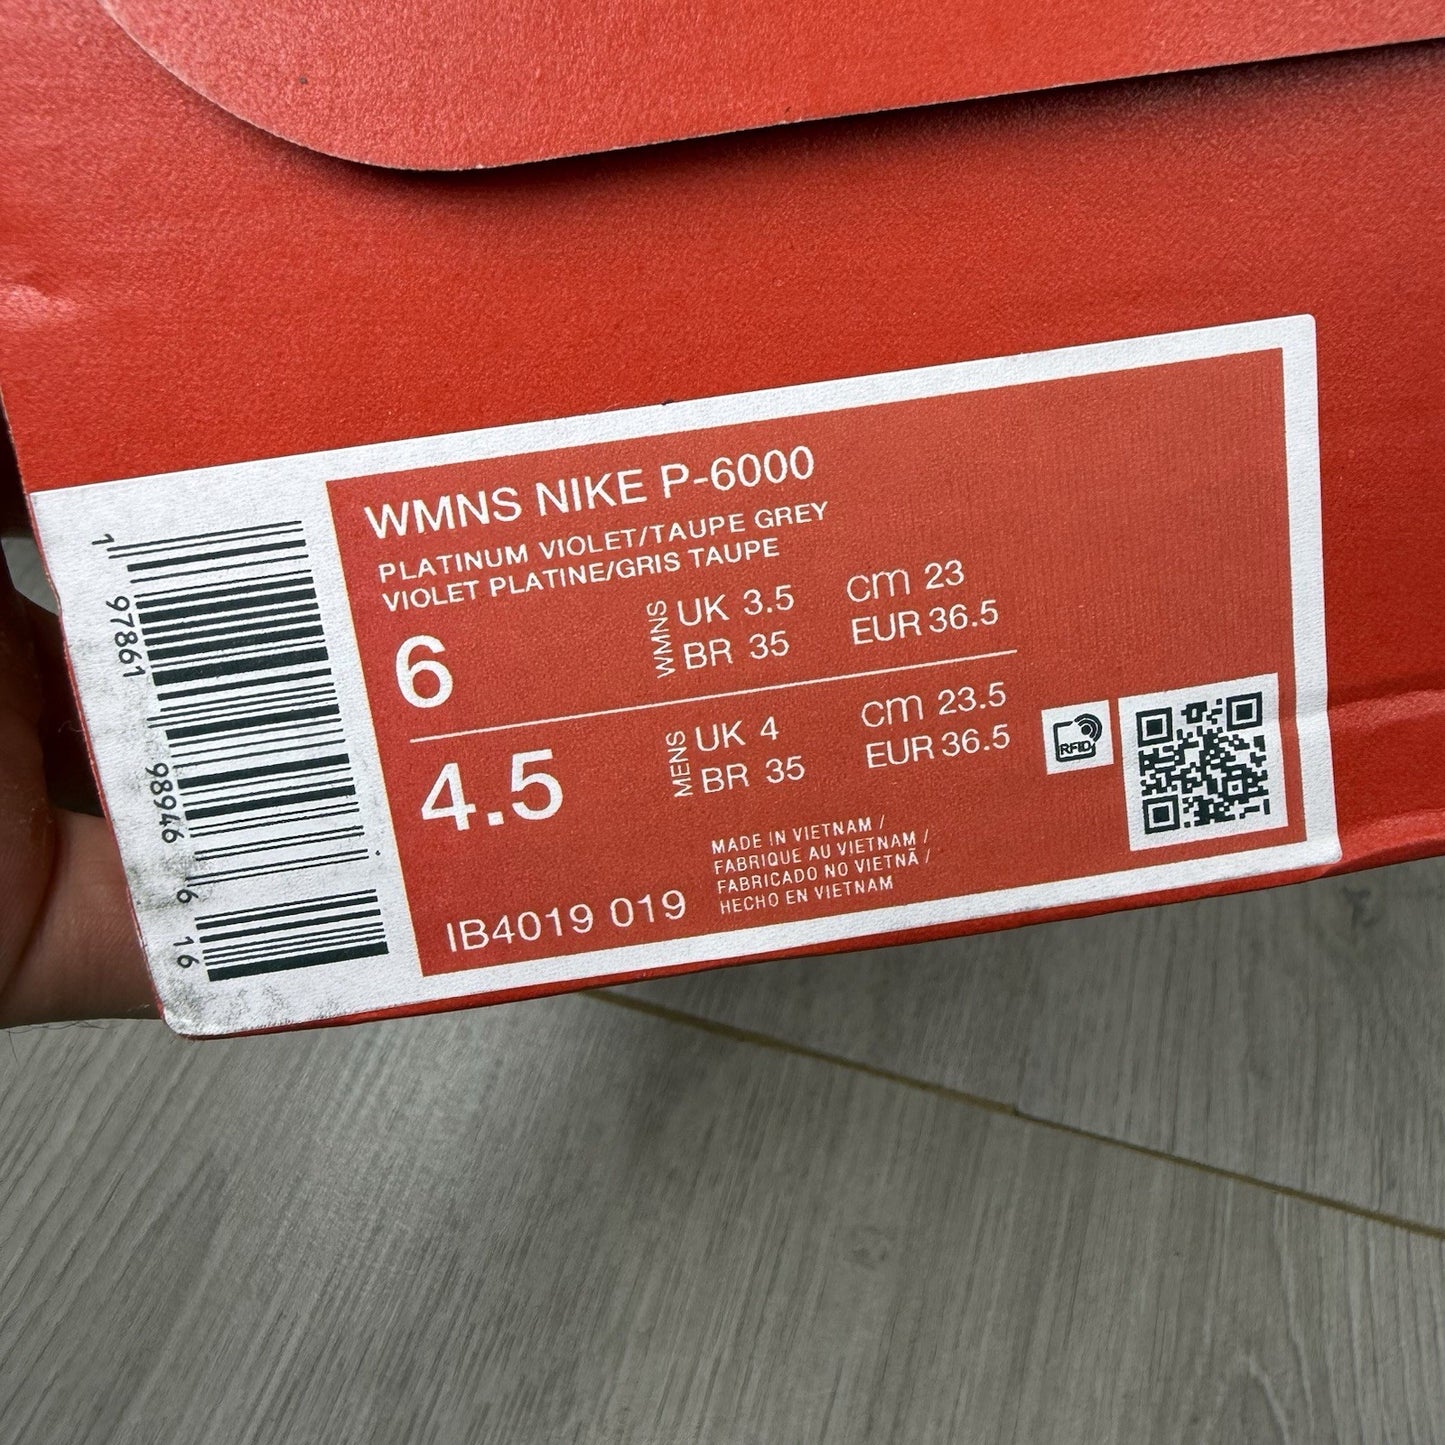 WMNS NIKE P-6000
PLATINUM VIOLET/TAUPE GREY
VIOLET PLATINE/GRIS TAUPE
6
WMNS
UK 3.5
BR 35
cm 23
EUR 36.5
4.5
MENS
UK 4
BR 35
cm 23.5
EUR 36.5
RFID
MADE IN VIETNAM /
FABRIQUE AU VIETNAM /
FABRICADO NO VIETNÃ /
HECHO EN VIETNAM
IB4019 019
1 97861 98946 6 16